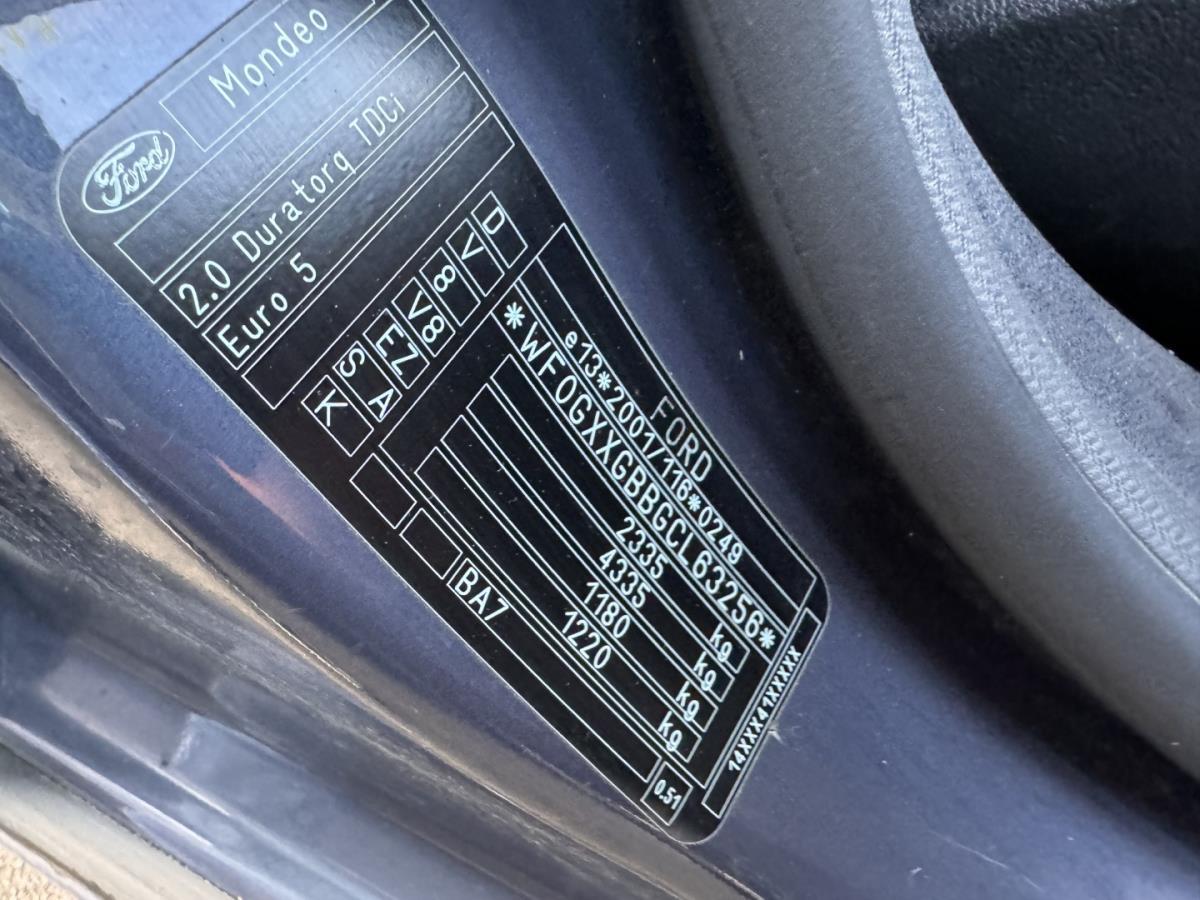 Ford
Mondeo
2.0 Duratorq TDCi
Euro 5
D V 8 V8 EZ S A K
FORD
e13*2001/116*0249
*WF0GXXGBBGCL63256*
2335 kg
4335 kg
1180 kg
1220 kg
BA7
0.51
14XXX41XXXXX